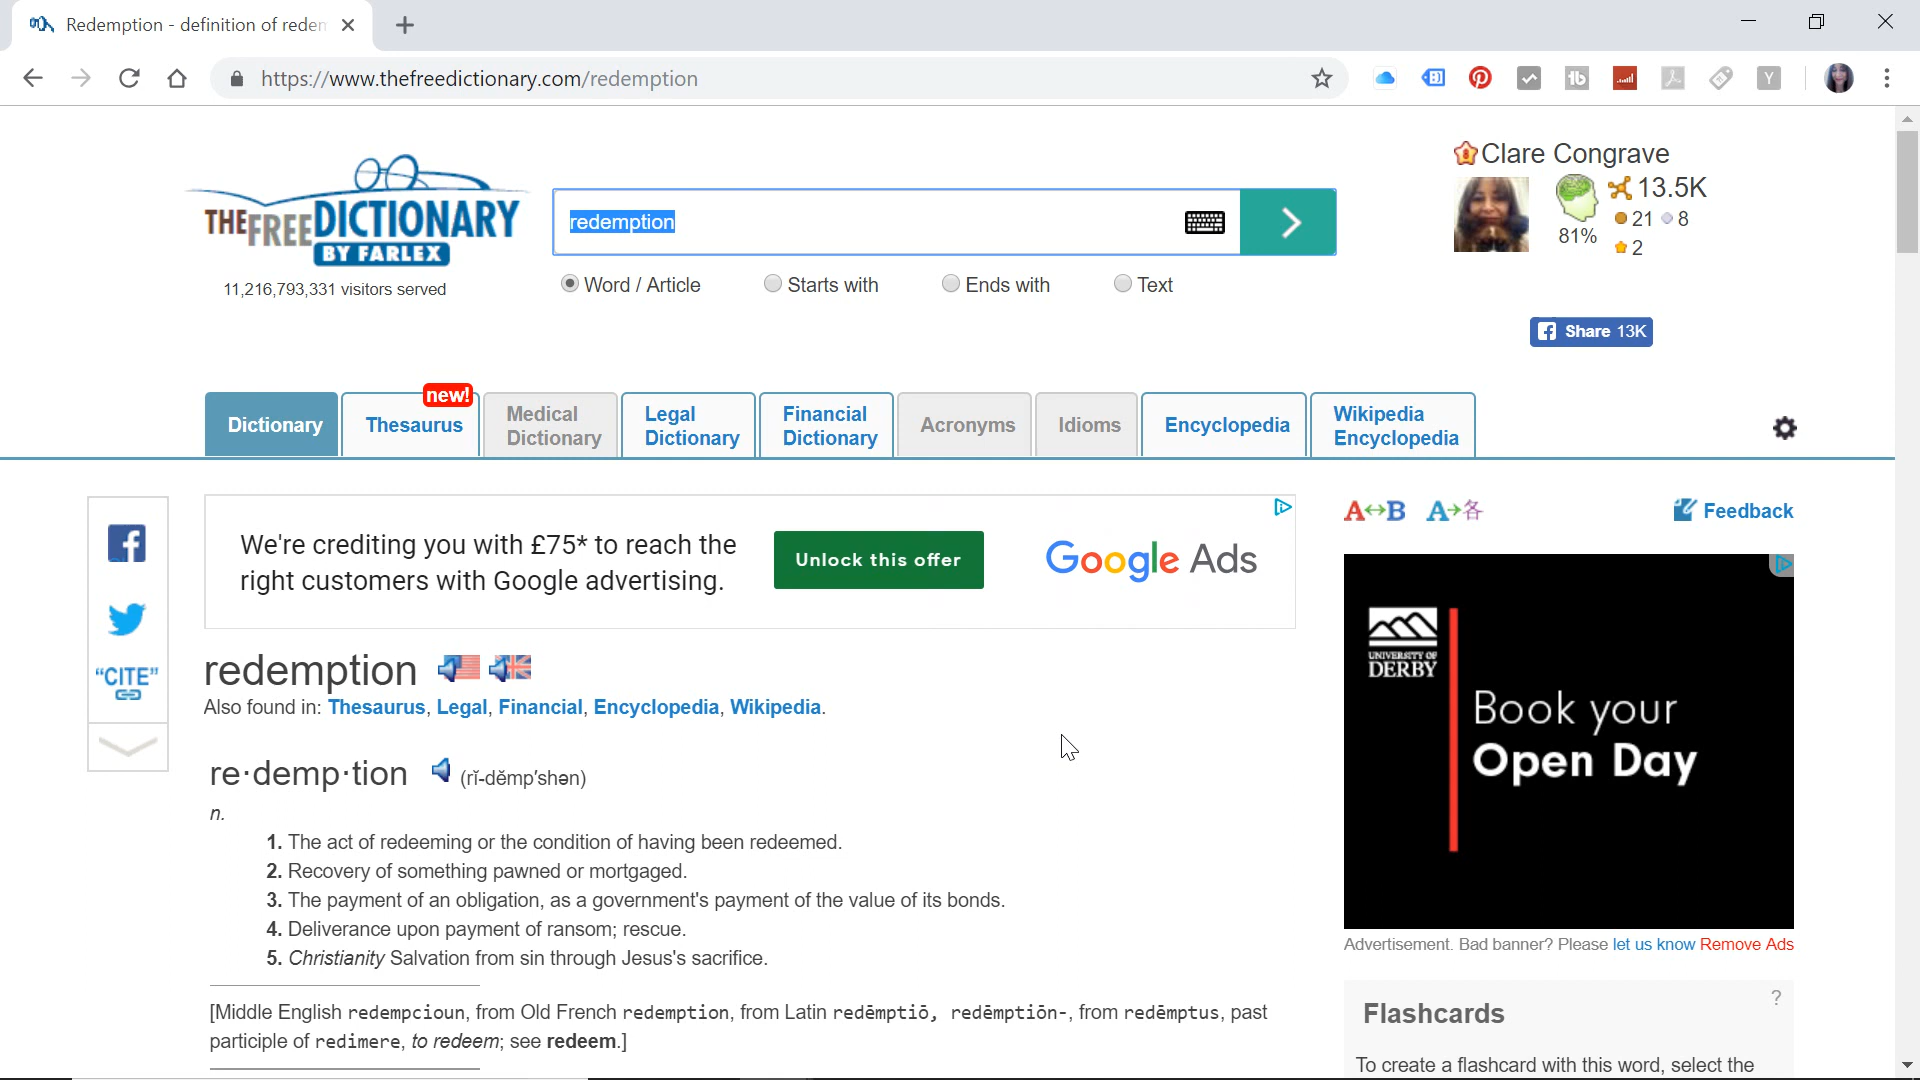 Redemption - definition of reden
https://www.thefreedictionary.com/redemption
THE FREE DICTIONARY
BY FARLEX
11,216,793,331 visitors served
redemption
Word / Article
Starts with
Ends with
Text
Clare Congrave
13.5K
81%
21
8
2
Share 13K
new!
Dictionary
Thesaurus
Medical
Dictionary
Legal
Dictionary
Financial
Dictionary
Acronyms
Idioms
Encyclopedia
Wikipedia
Encyclopedia
"CITE"
We're crediting you with £75* to reach the
right customers with Google advertising.
Unlock this offer
Google Ads
A↔B
A→各
Feedback
UNIVERSITY OF
DERBY
Book your
Open Day
Advertisement. Bad banner? Please let us know Remove Ads
Flashcards
?
To create a flashcard with this word, select the
redemption
Also found in: Thesaurus, Legal, Financial, Encyclopedia, Wikipedia.
re·demp·tion (rĭ-dĕmp′shən)
n.
1. The act of redeeming or the condition of having been redeemed.
2. Recovery of something pawned or mortgaged.
3. The payment of an obligation, as a government's payment of the value of its bonds.
4. Deliverance upon payment of ransom; rescue.
5. Christianity Salvation from sin through Jesus's sacrifice.
[Middle English redempcioun, from Old French redemption, from Latin redēmptiō, redēmptiōn-, from redēmptus, past
participle of redimere, to redeem; see redeem.]